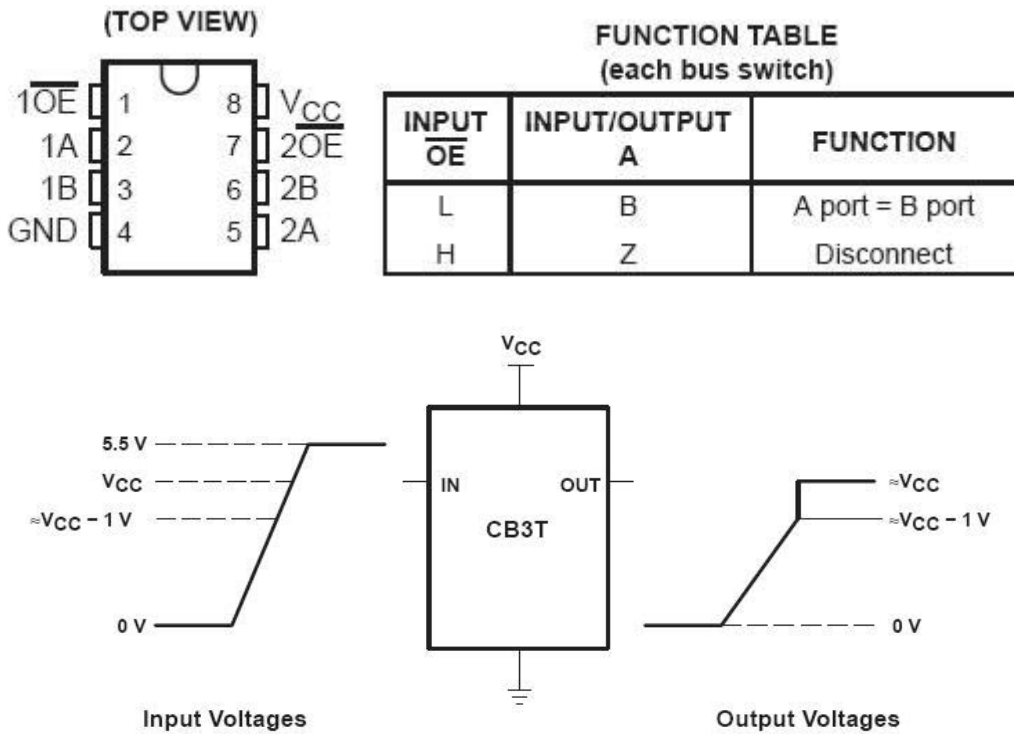 (TOP VIEW)
1OE 1 8 VCC
1A 2 7 2OE
1B 3 6 2B
GND 4 5 2A
FUNCTION TABLE
(each bus switch)
INPUT OE INPUT/OUTPUT A FUNCTION
L B A port = B port
H Z Disconnect
VCC
5.5 V
VCC
≈VCC – 1 V
0 V
IN OUT
CB3T
≈VCC
≈VCC – 1 V
0 V
Input Voltages
Output Voltages